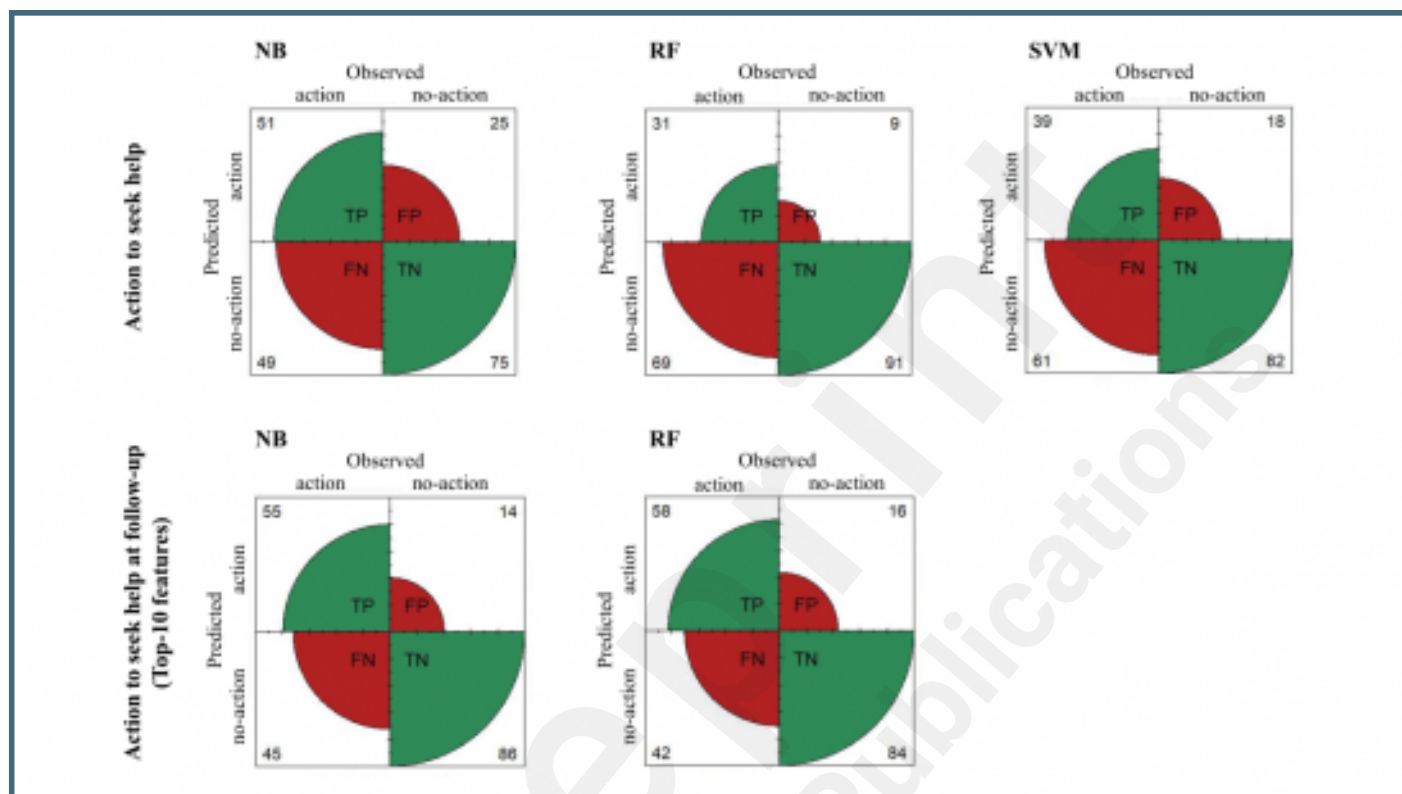 NB
Observed
action no-action
51 25
TP FP
FN TN
49 75
Predicted
action
no-action
RF
Observed
action no-action
31 9
TP FP
FN TN
69 91
Predicted
action
no-action
SVM
Observed
action no-action
39 18
TP FP
FN TN
61 82
Predicted
action
no-action
Action to seek help
NB
Observed
action no-action
55 14
TP FP
FN TN
45 86
Predicted
action
no-action
RF
Observed
action no-action
58 16
TP FP
FN TN
42 84
Predicted
action
no-action
Action to seek help at follow-up
(Top-10 features)
eprint
ublications